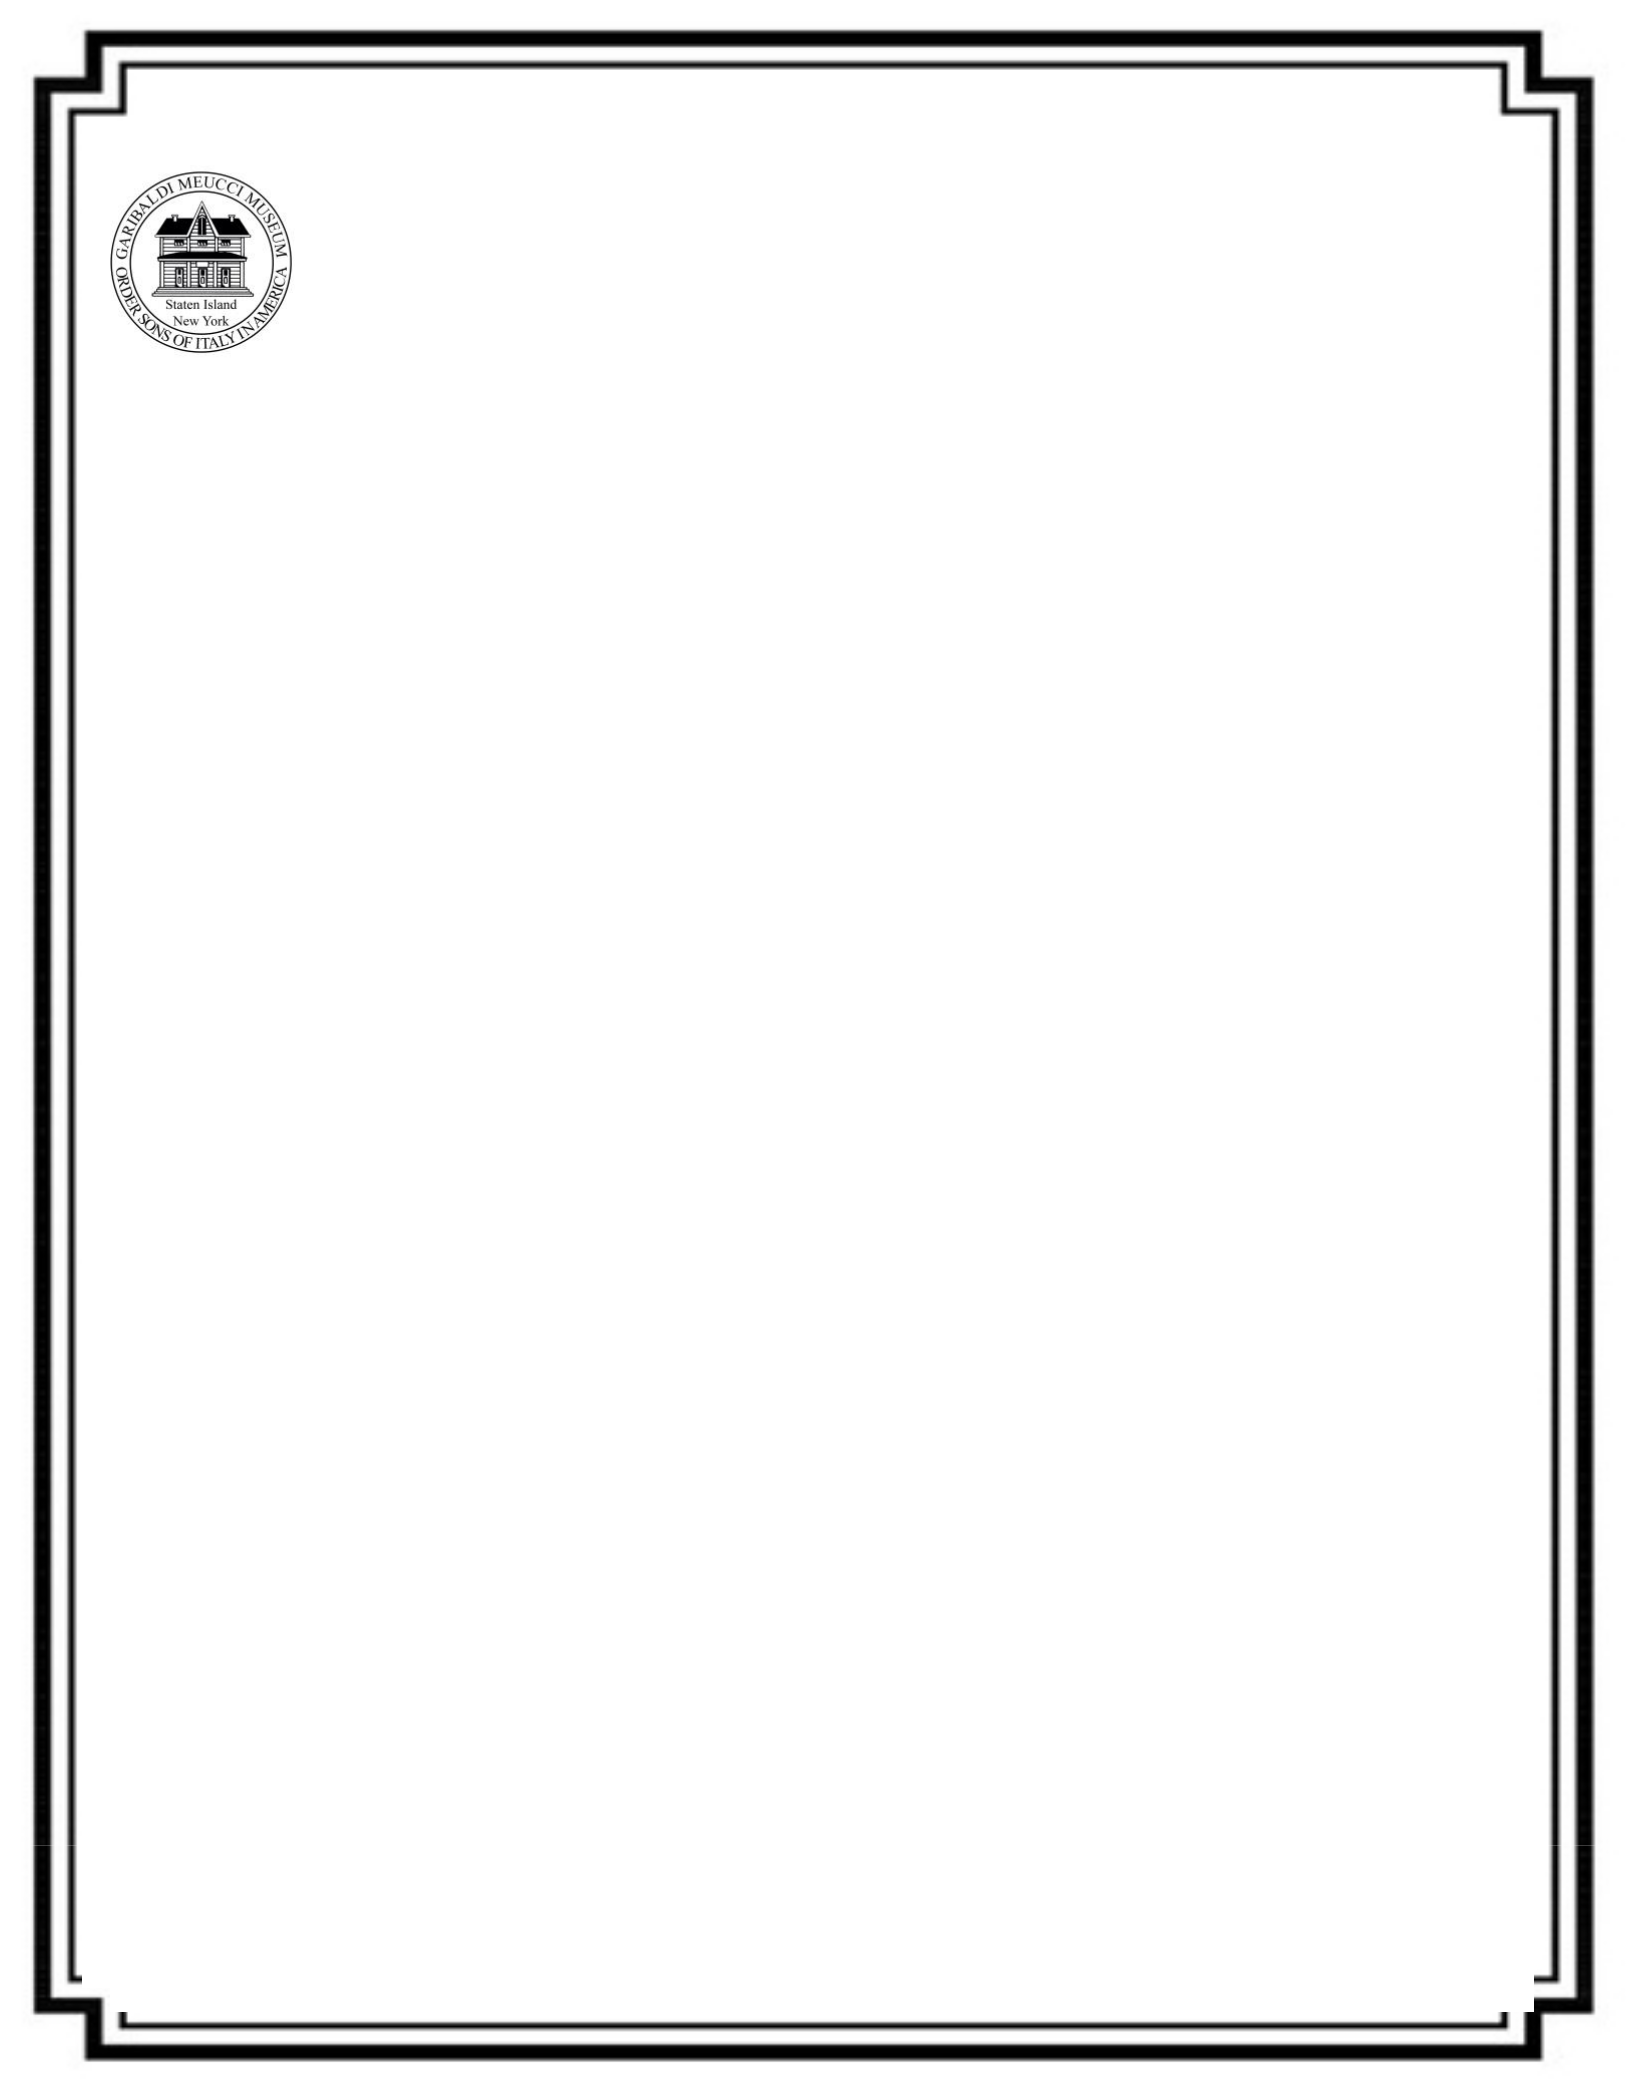 GARIBALDI MEUCCI MUSEUM
Staten Island
New York
ORDER SONS OF ITALY IN AMERICA